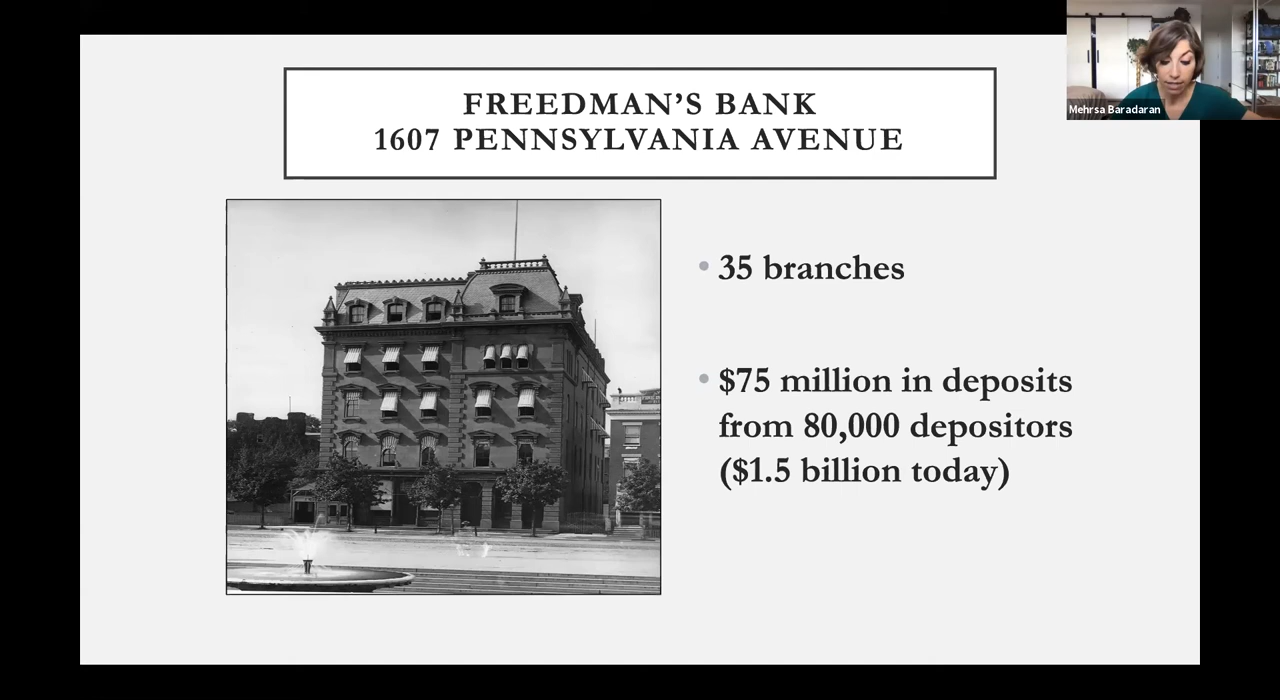 FREEDMAN’S BANK
1607 PENNSYLVANIA AVENUE
Mehrsa Baradaran
• 35 branches
• $75 million in deposits
from 80,000 depositors
($1.5 billion today)